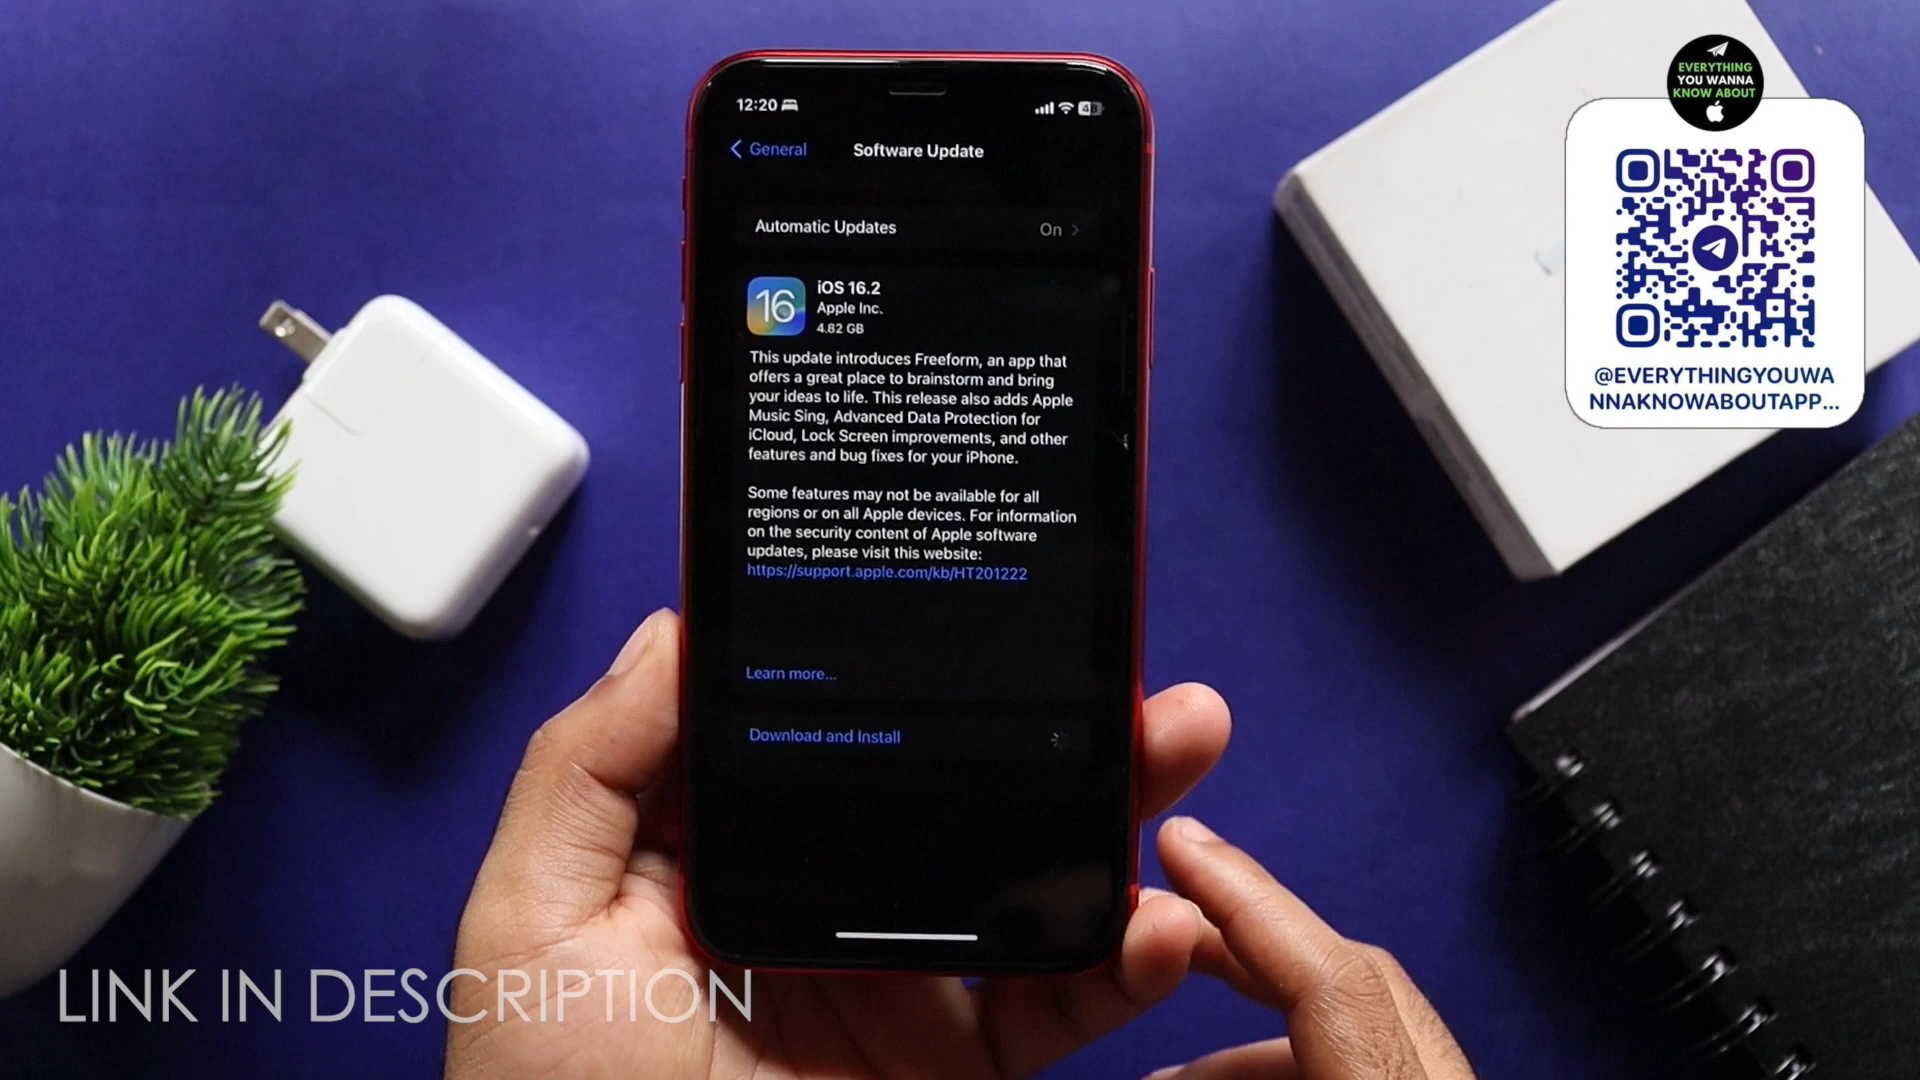 12:20
48
General
Software Update
Automatic Updates
On
16
iOS 16.2
Apple Inc.
4.82 GB
This update introduces Freeform, an app that
offers a great place to brainstorm and bring
your ideas to life. This release also adds Apple
Music Sing, Advanced Data Protection for
iCloud, Lock Screen improvements, and other
features and bug fixes for your iPhone.
Some features may not be available for all
regions or on all Apple devices. For information
on the security content of Apple software
updates, please visit this website:
https://support.apple.com/kb/HT201222
Learn more...
Download and Install
EVERYTHING
YOU WANNA
KNOW ABOUT
@EVERYTHINGYOUWA
NNAKNOWABOUTAPP...
LINK IN DESCRIPTION